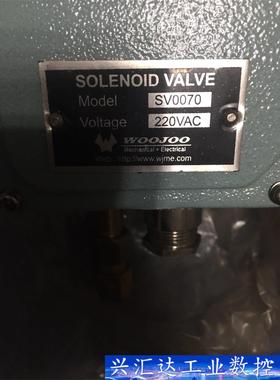 SOLENOID VALVE
Model SV0070
Voltage 220VAC
WOOJOO
Mechanical • Electrical
http://www.wjme.com
兴汇达工业数控